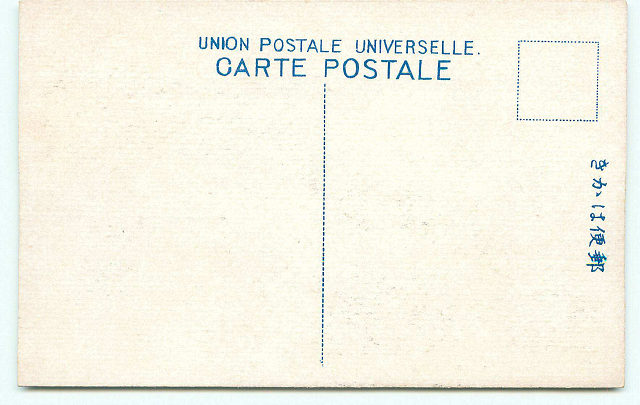 UNION POSTALE UNIVERSELLE.
CARTE POSTALE
きかは便郵